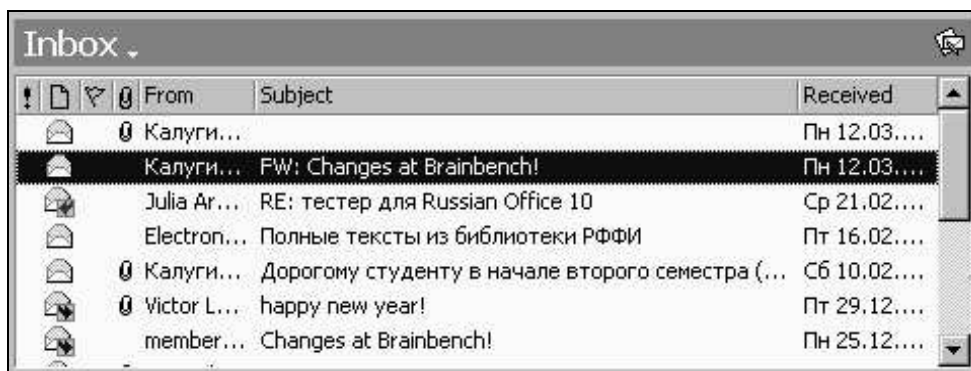 Inbox
! From Subject Received
Калуги... Пн 12.03....
Калуги... FW: Changes at Brainbench! Пн 12.03....
Julia Ar... RE: тестер для Russian Office 10 Ср 21.02....
Electron... Полные тексты из библиотеки РФФИ Пт 16.02....
Калуги... Дорогому студенту в начале второго семестра (... Сб 10.02....
Victor L... happy new year! Пт 29.12....
member... Changes at Brainbench! Пн 25.12....